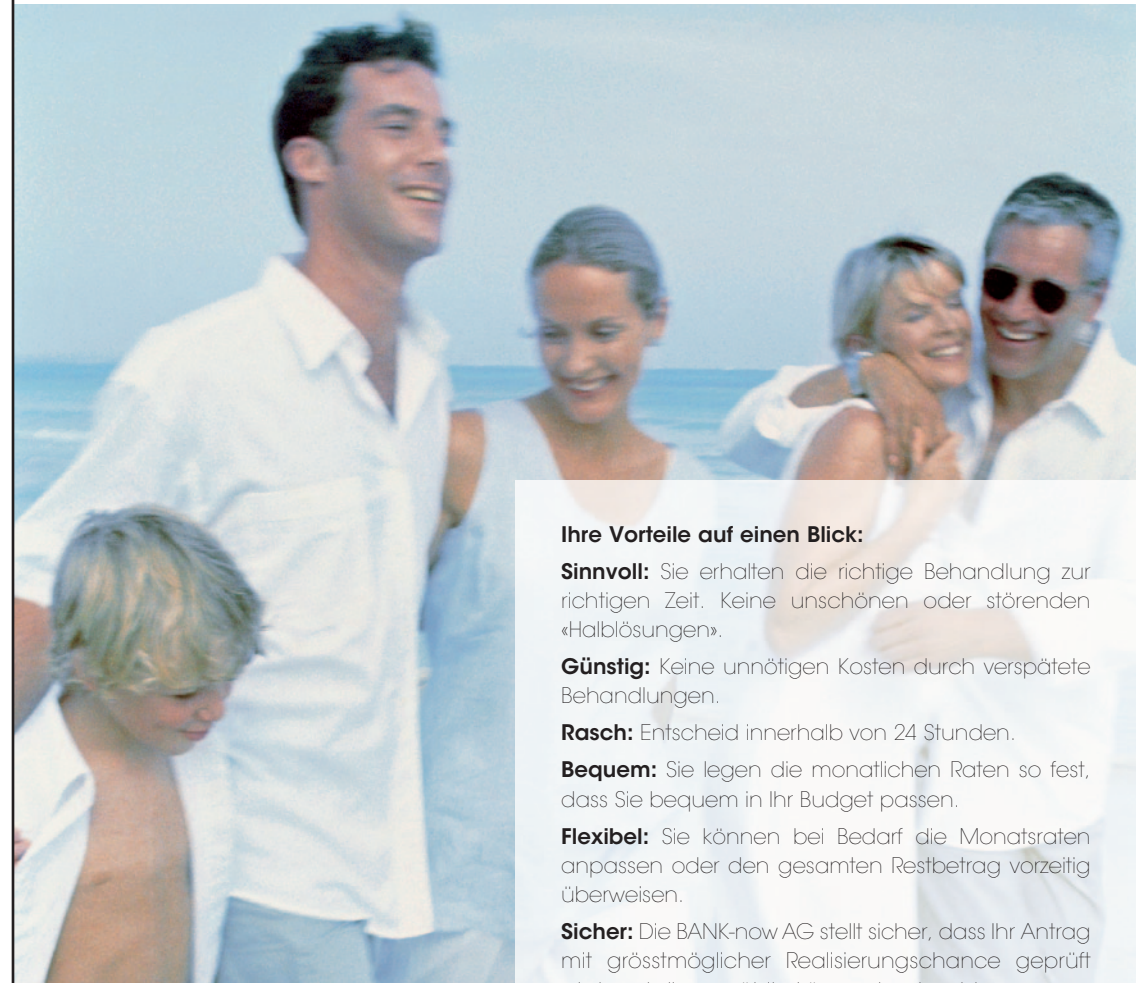 Ihre Vorteile auf einen Blick:
Sinnvoll: Sie erhalten die richtige Behandlung zur
richtigen Zeit. Keine unschönen oder störenden
«Halblösungen».
Günstig: Keine unnötigen Kosten durch verspätete
Behandlungen.
Rasch: Entscheid innerhalb von 24 Stunden.
Bequem: Sie legen die monatlichen Raten so fest,
dass Sie bequem in Ihr Budget passen.
Flexibel: Sie können bei Bedarf die Monatsraten
anpassen oder den gesamten Restbetrag vorzeitig
überweisen.
Sicher: Die BANK-now AG stellt sicher, dass Ihr Antrag
mit grösstmöglicher Realisierungschance geprüft